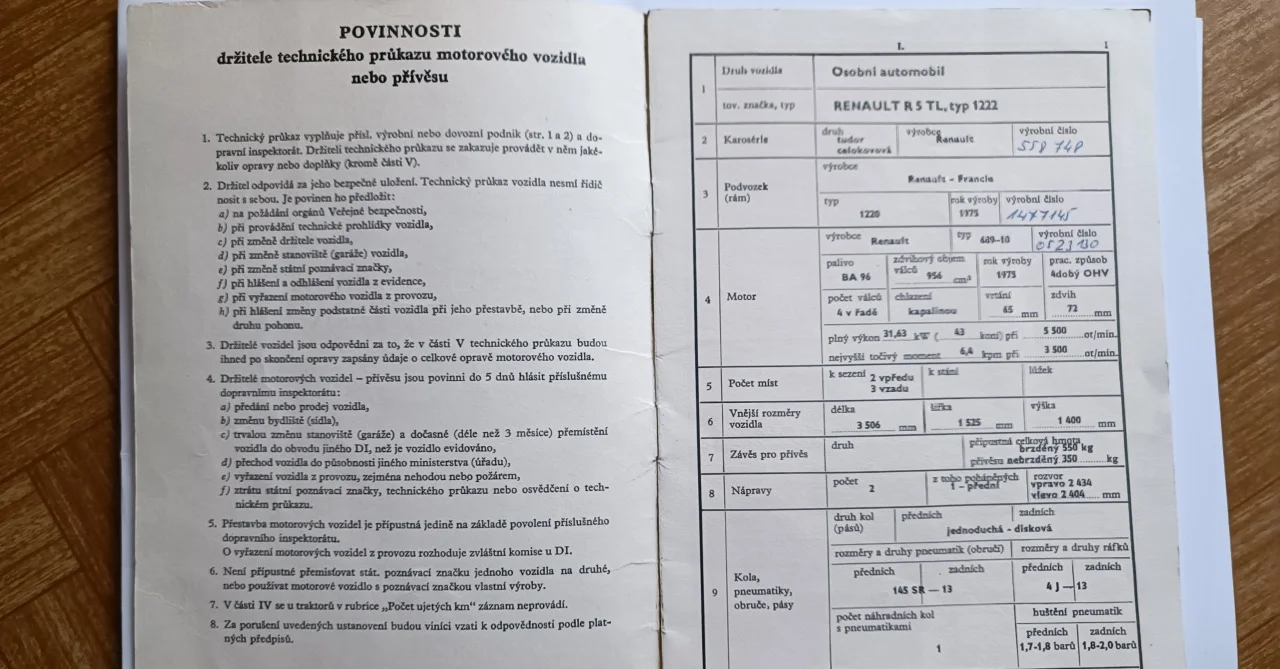 POVINNOSTI
držitele technického průkazu motorového vozidla
nebo přívěsu
1. Technický průkaz vyplňuje přísl. výrobní nebo dovozní podnik (str. 1 a 2) a do-
pravní inspektorát. Držiteli technického průkazu se zakazuje provádět v něm jaké-
koliv opravy nebo doplňky (kromě části V).
2. Držitel odpovídá za jeho bezpečné uložení. Technický průkaz vozidla nesmí řidič
nosit s sebou. Je povinen ho předložit:
a) na požádání orgánů Veřejné bezpečnosti,
b) při provádění technické prohlídky vozidla,
c) při změně držitele vozidla,
d) při změně stanoviště (garáže) vozidla,
e) při změně státní poznávací značky,
f) při hlášení a odhlášení vozidla z evidence,
g) při vyřazení motorového vozidla z provozu,
h) při hlášení změny podstatné části vozidla při jeho přestavbě, nebo při změně
druhu pohonu.
3. Držitelé vozidel jsou odpovědni za to, že v části V technického průkazu budou
ihned po skončení opravy zapsány údaje o celkové opravě motorového vozidla.
4. Držitelé motorových vozidel – přívěsu jsou povinni do 5 dnů hlásit příslušnému
dopravnímu inspektorátu:
a) předání nebo prodej vozidla,
b) změnu bydliště (sídla),
c) trvalou změnu stanoviště (garáže) a dočasné (déle než 3 měsíce) přemístění
vozidla do obvodu jiného DI, než je vozidlo evidováno,
d) přechod vozidla do působnosti jiného ministerstva (úřadu),
e) vyřazení vozidla z provozu, zejména nehodou nebo požárem,
f) ztrátu státní poznávací značky, technického průkazu nebo osvědčení o tech-
nickém průkazu.
5. Přestavba motorových vozidel je přípustná jedině na základě povolení příslušného
dopravního inspektorátu.
O vyřazení motorových vozidel z provozu rozhoduje zvláštní komise u DI.
6. Není přípustné přemisťovat stát. poznávací značku jednoho vozidla na druhé,
nebo používat motorové vozidlo s poznávací značkou vlastní výroby.
7. V části IV se u traktorů v rubrice „Počet ujetých km" záznam neprovádí.
8. Za porušení uvedených ustanovení budou viníci vzati k odpovědnosti podle plat-
ných předpisů.
I. 1
1 Druh vozidla Osobní automobil
tov. značka, typ RENAULT R 5 TL, typ 1222
2 Karosérie druh tudor celokovová výrobce Renault výrobní číslo 558 748
3 Podvozek (rám) výrobce Renault - Francie
typ 1220 rok výroby 1975 výrobní číslo 1477145
4 Motor výrobce Renault typ 689-10 výrobní číslo 0523130
palivo BA 96 zdvihový objem válců 956 cm³ rok výroby 1975 prac. způsob 4dobý OHV
počet válců 4 v řadě chlazení kapalinou vrtání 65 mm zdvih 72 mm
plný výkon 31,63 kW ( 43 koní) při 5 500 ot/min.
nejvyšší točivý moment 6,4 kpm při 3 500 ot/min.
5 Počet míst k sezení 2 vpředu 3 vzadu k stání lůžek
6 Vnější rozměry vozidla délka 3 506 mm šířka 1 525 mm výška 1 400 mm
7 Závěs pro přívěs druh přípustná celková hmota brzděný 550 kg
přívěsu nebrzděný 350 kg
8 Nápravy počet 2 z toho poháněných 1 - přední rozvor vpravo 2 434
vlevo 2 404 mm
9 Kola, pneumatiky, obruče, pásy druh kol (pásů) předních zadních
jednoduchá - disková
rozměry a druhy pneumatik (obručí) rozměry a druhy ráfků
předních zadních předních zadních
145 SR — 13 4 J — 13
počet náhradních kol s pneumatikami 1 huštění pneumatik
předních zadních
1,7-1,8 barů 1,8-2,0 barů